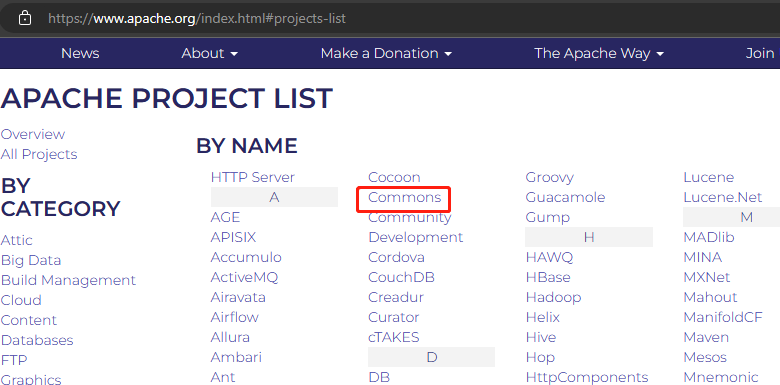 https://www.apache.org/index.html#projects-list
News About Make a Donation The Apache Way Join
APACHE PROJECT LIST
Overview
All Projects
BY
CATEGORY
Attic
Big Data
Build Management
Cloud
Content
Databases
FTP
Graphics
BY NAME
HTTP Server
A
AGE
APISIX
Accumulo
ActiveMQ
Airavata
Airflow
Allura
Ambari
Ant
Cocoon
Commons
Community
Development
Cordova
CouchDB
Creadur
Curator
cTAKES
D
DB
Groovy
Guacamole
Gump
H
HAWQ
HBase
Hadoop
Helix
Hive
Hop
HttpComponents
Lucene
Lucene.Net
M
MADlib
MINA
MXNet
Mahout
ManifoldCF
Maven
Mesos
Mnemonic